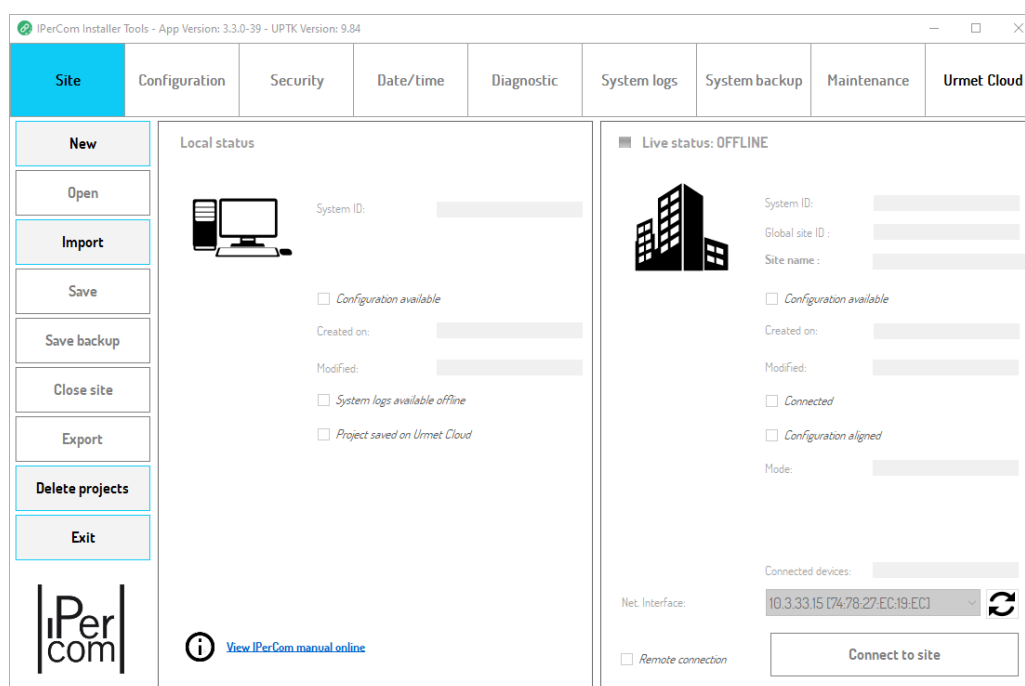 IPerCom Installer Tools - App Version: 3.3.0-39 - UPTK Version: 9.84
Site
Configuration
Security
Date/time
Diagnostic
System logs
System backup
Maintenance
Urmet Cloud
New
Open
Import
Save
Save backup
Close site
Export
Delete projects
Exit
IPer
com
Local status
System ID:
Configuration available
Created on:
Modified:
System logs available offline
Project saved on Urmet Cloud
View IPerCom manual online
Live status: OFFLINE
System ID:
Global site ID :
Site name :
Configuration available
Created on:
Modified:
Connected
Configuration aligned
Mode:
Connected devices:
Net. Interface:
10.3.33.15 [74:78:27:EC:19:EC]
Remote connection
Connect to site